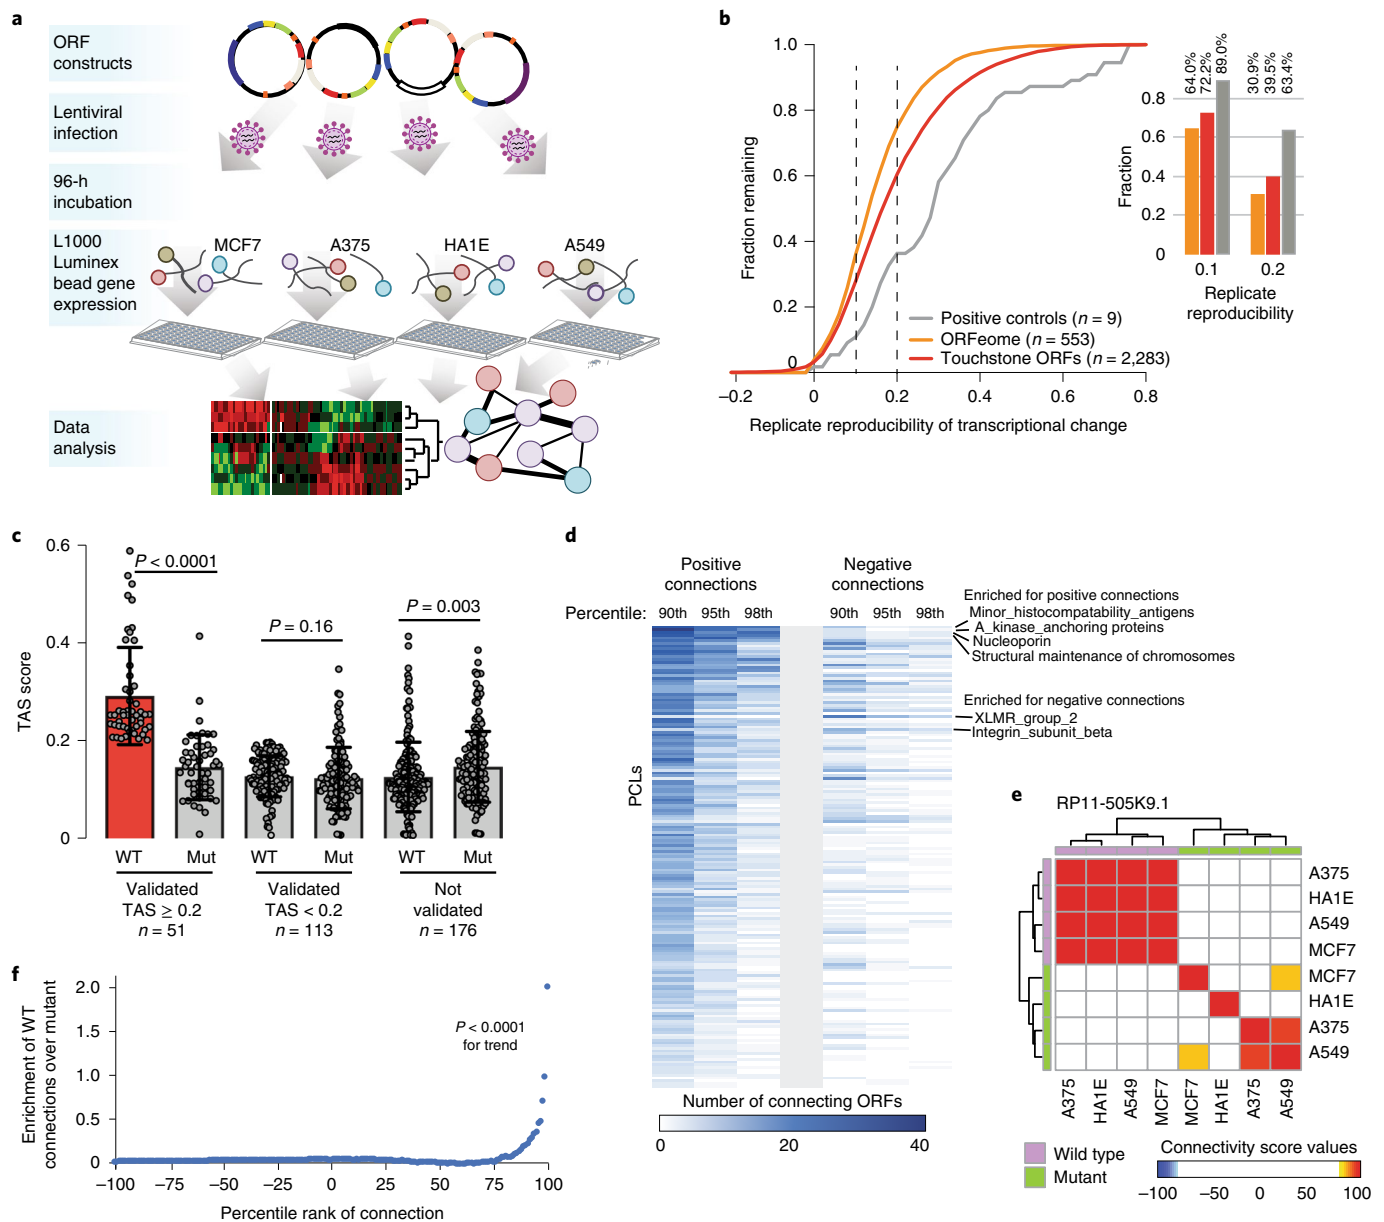 a
ORF
constructs
Lentiviral
infection
96-h
incubation
L1000
Luminex
bead gene
expression
MCF7
A375
HA1E
A549
Data
analysis
b
Fraction remaining
1.0
0.8
0.6
0.4
0.2
0
−0.2
0
0.2
0.4
0.6
0.8
Replicate reproducibility of transcriptional change
Positive controls (n = 9)
ORFeome (n = 553)
Touchstone ORFs (n = 2,283)
64.0%
72.2%
89.0%
30.9%
39.5%
63.4%
Fraction
0.8
0.6
0.4
0.2
0
0.1
0.2
Replicate
reproducibility
c
TAS score
0.6
0.4
0.2
0
P < 0.0001
P = 0.16
P = 0.003
WT
Mut
WT
Mut
WT
Mut
Validated
TAS ≥ 0.2
n = 51
Validated
TAS < 0.2
n = 113
Not
validated
n = 176
d
Positive
connections
Negative
connections
Percentile:
90th
95th
98th
90th
95th
98th
PCLs
Enriched for positive connections
Minor_histocompatability_antigens
A_kinase_anchoring proteins
Nucleoporin
Structural maintenance of chromosomes
Enriched for negative connections
XLMR_group_2
Integrin_subunit_beta
Number of connecting ORFs
0
20
40
e
RP11-505K9.1
A375
HA1E
A549
MCF7
MCF7
HA1E
A375
A549
A375
HA1E
A549
MCF7
MCF7
HA1E
A375
A549
Wild type
Mutant
Connectivity score values
−100
−50
0
50
100
f
Enrichment of WT
connections over mutant
2.0
1.5
1.0
0.5
0
P < 0.0001
for trend
−100
−75
−50
−25
0
25
50
75
100
Percentile rank of connection